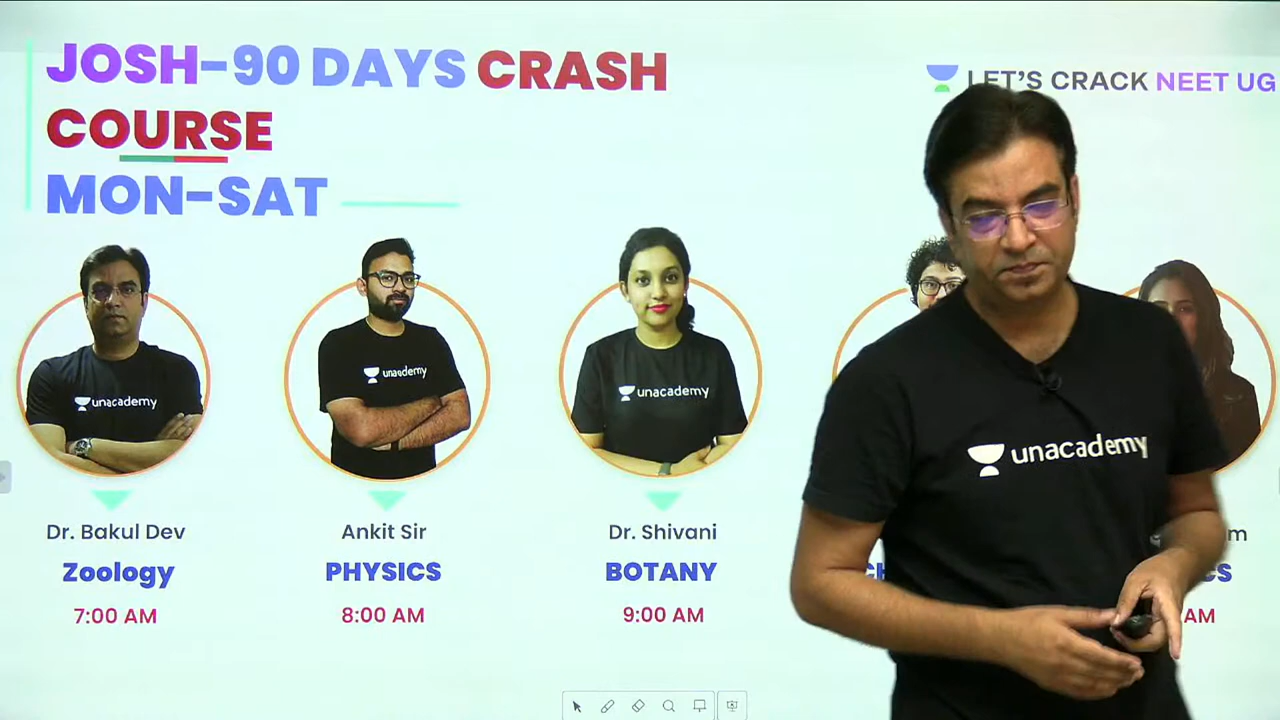 JOSH-90 DAYS CRASH
COURSE
MON-SAT
LET'S CRACK NEET UG
unacademy
unacademy
unacademy
unacademy
Dr. Bakul Dev
Ankit Sir
Dr. Shivani
Zoology
PHYSICS
BOTANY
7:00 AM
8:00 AM
9:00 AM
AM